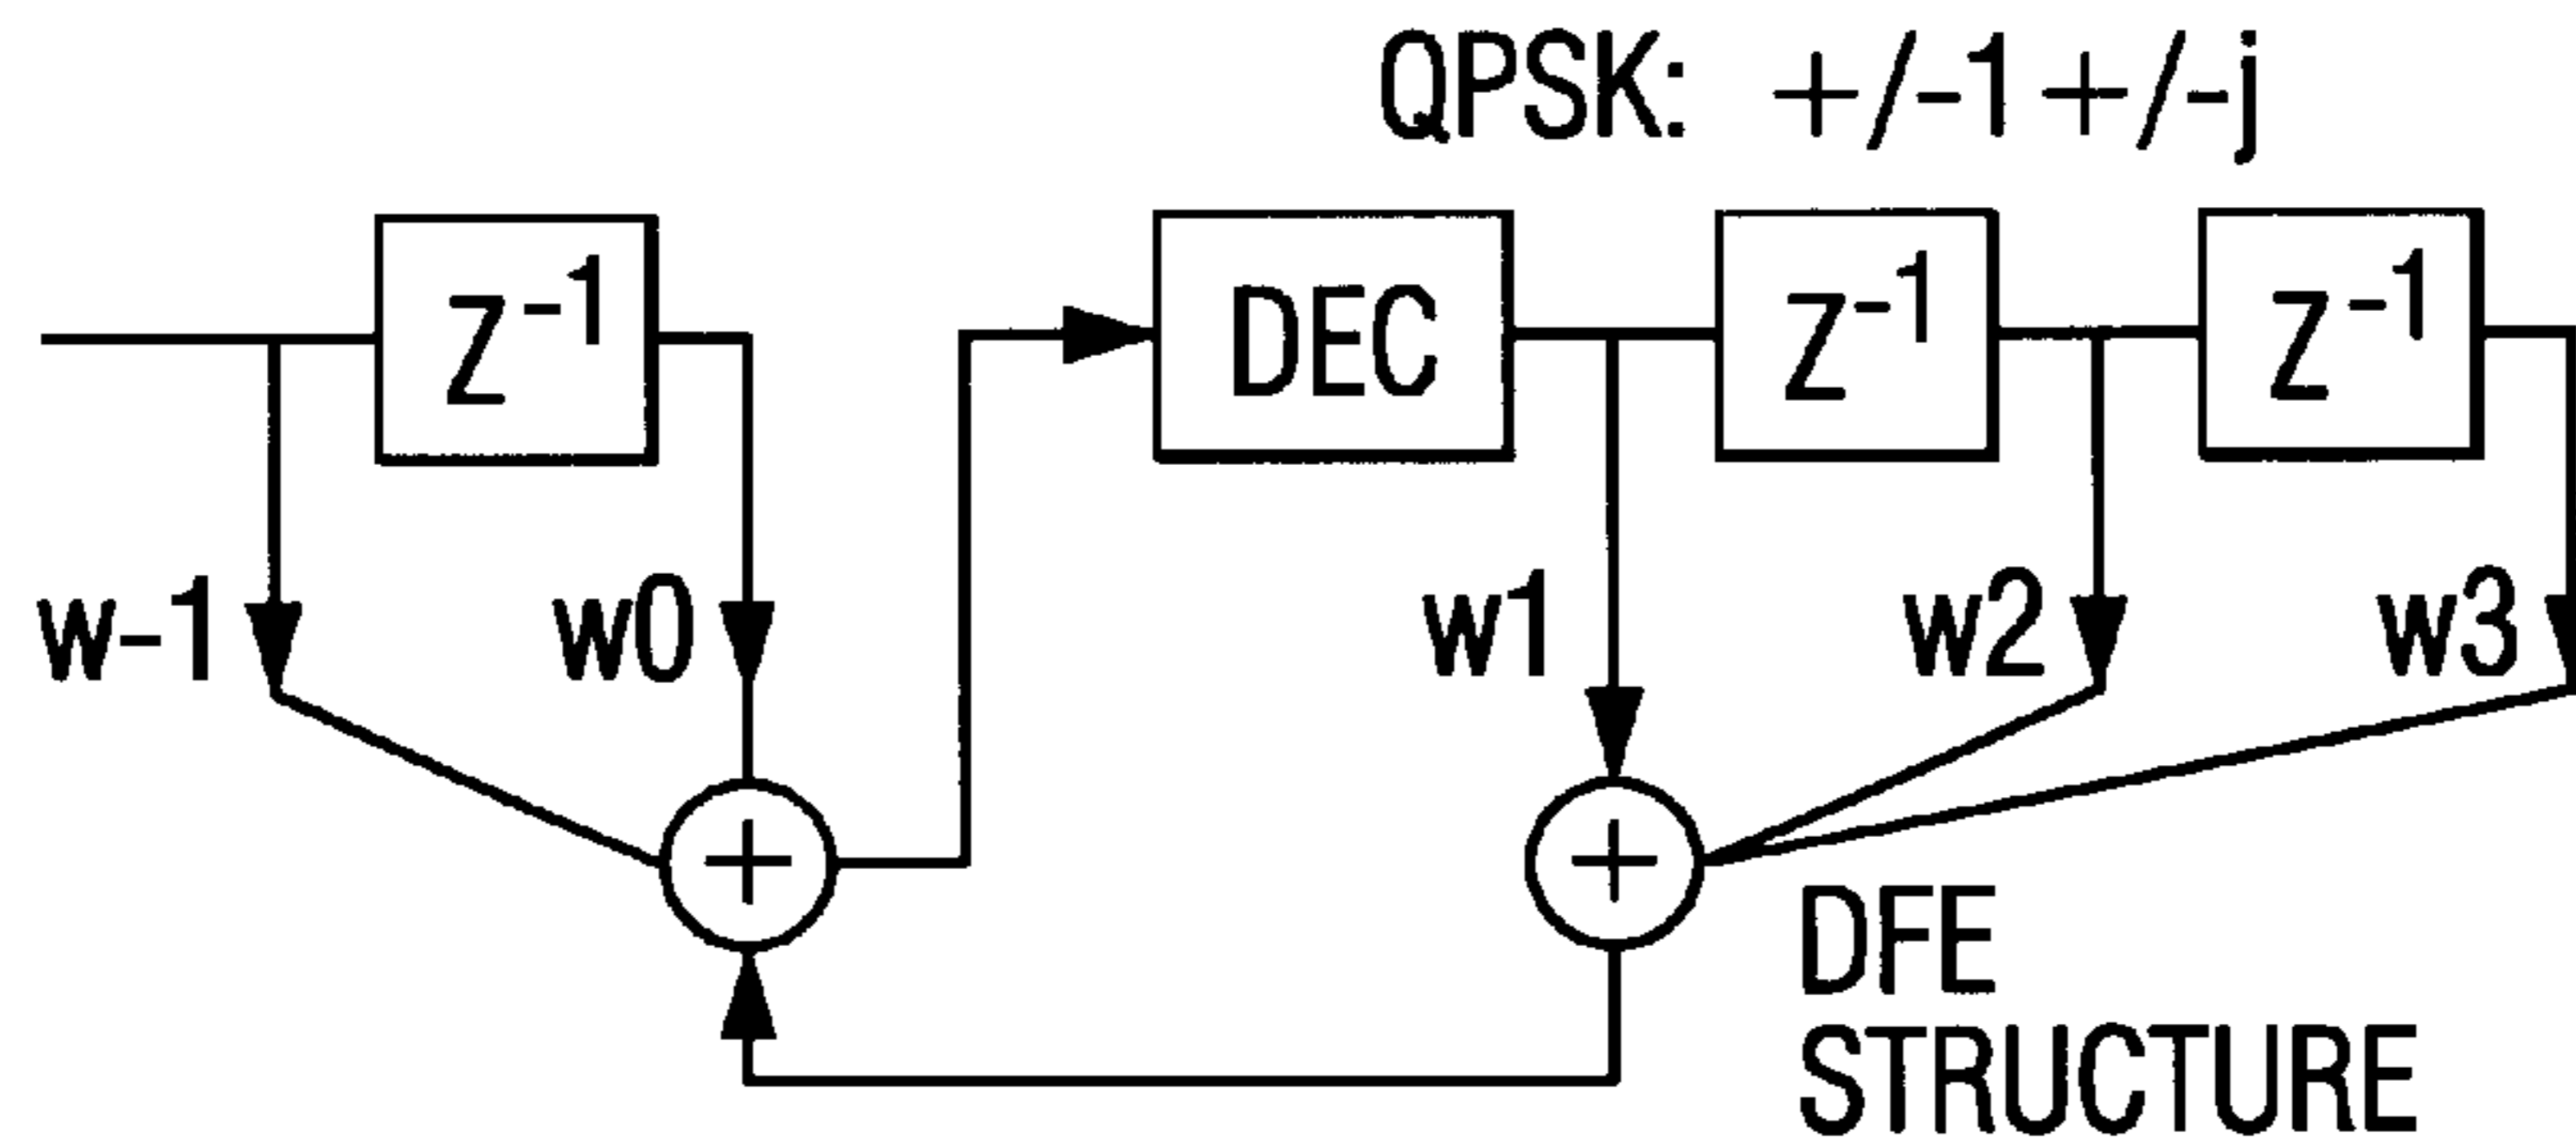 QPSK: +/-1+/-j
Z-1
DEC
Z-1
Z-1
w-1
w0
w1
w2
w3
+
+
DFE
STRUCTURE